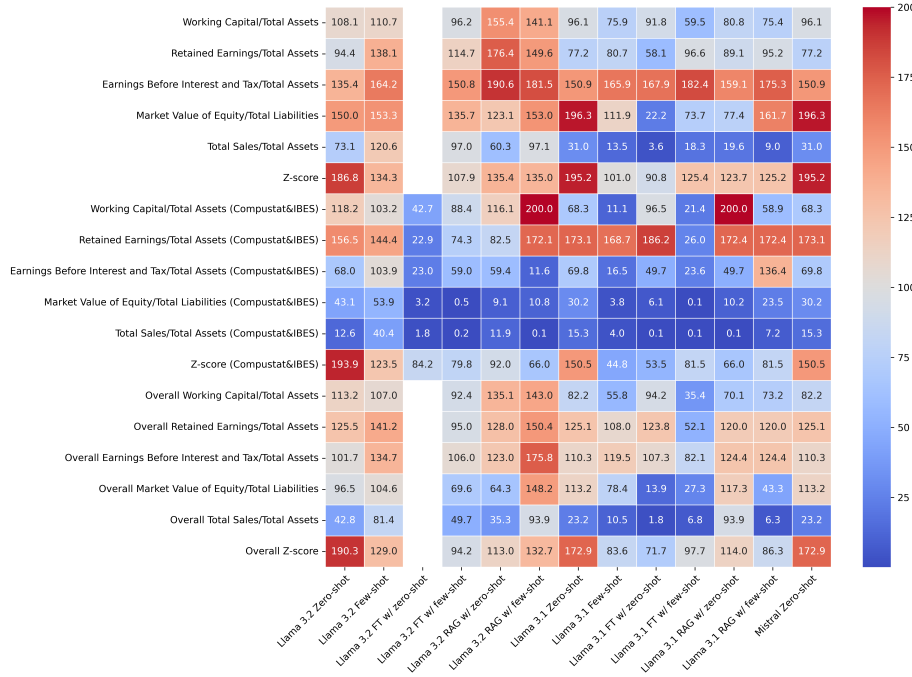 Working Capital/Total Assets 108.1 110.7 96.2 155.4 141.1 96.1 75.9 91.8 59.5 80.8 75.4 96.1
Retained Earnings/Total Assets 94.4 138.1 114.7 176.4 149.6 77.2 80.7 58.1 96.6 89.1 95.2 77.2
Earnings Before Interest and Tax/Total Assets 135.4 164.2 150.8 190.6 181.5 150.9 165.9 167.9 182.4 159.1 175.3 150.9
Market Value of Equity/Total Liabilities 150.0 153.3 135.7 123.1 153.0 196.3 111.9 22.2 73.7 77.4 161.7 196.3
Total Sales/Total Assets 73.1 120.6 97.0 60.3 97.1 31.0 13.5 3.6 18.3 19.6 9.0 31.0
Z-score 186.8 134.3 107.9 135.4 135.0 195.2 101.0 90.8 125.4 123.7 125.2 195.2
Working Capital/Total Assets (Compustat&IBES) 118.2 103.2 42.7 88.4 116.1 200.0 68.3 11.1 96.5 21.4 200.0 58.9 68.3
Retained Earnings/Total Assets (Compustat&IBES) 156.5 144.4 22.9 74.3 82.5 172.1 173.1 168.7 186.2 26.0 172.4 172.4 173.1
Earnings Before Interest and Tax/Total Assets (Compustat&IBES) 68.0 103.9 23.0 59.0 59.4 11.6 69.8 16.5 49.7 23.6 49.7 136.4 69.8
Market Value of Equity/Total Liabilities (Compustat&IBES) 43.1 53.9 3.2 0.5 9.1 10.8 30.2 3.8 6.1 0.1 10.2 23.5 30.2
Total Sales/Total Assets (Compustat&IBES) 12.6 40.4 1.8 0.2 11.9 0.1 15.3 4.0 0.1 0.1 0.1 7.2 15.3
Z-score (Compustat&IBES) 193.9 123.5 84.2 79.8 92.0 66.0 150.5 44.8 53.5 81.5 66.0 81.5 150.5
Overall Working Capital/Total Assets 113.2 107.0 92.4 135.1 143.0 82.2 55.8 94.2 35.4 70.1 73.2 82.2
Overall Retained Earnings/Total Assets 125.5 141.2 95.0 128.0 150.4 125.1 108.0 123.8 52.1 120.0 120.0 125.1
Overall Earnings Before Interest and Tax/Total Assets 101.7 134.7 106.0 123.0 175.8 110.3 119.5 107.3 82.1 124.4 124.4 110.3
Overall Market Value of Equity/Total Liabilities 96.5 104.6 69.6 64.3 148.2 113.2 78.4 13.9 27.3 117.3 43.3 113.2
Overall Total Sales/Total Assets 42.8 81.4 49.7 35.3 93.9 23.2 10.5 1.8 6.8 93.9 6.3 23.2
Overall Z-score 190.3 129.0 94.2 113.0 132.7 172.9 83.6 71.7 97.7 114.0 86.3 172.9
Llama 3.2 Zero-shot
Llama 3.2 Few-shot
Llama 3.2 FT w/ zero-shot
Llama 3.2 FT w/ few-shot
Llama 3.2 RAG w/ zero-shot
Llama 3.2 RAG w/ few-shot
Llama 3.1 Zero-shot
Llama 3.1 Few-shot
Llama 3.1 FT w/ zero-shot
Llama 3.1 FT w/ few-shot
Llama 3.1 RAG w/ zero-shot
Llama 3.1 RAG w/ few-shot
Mistral Zero-shot
200
175
150
125
100
75
50
25